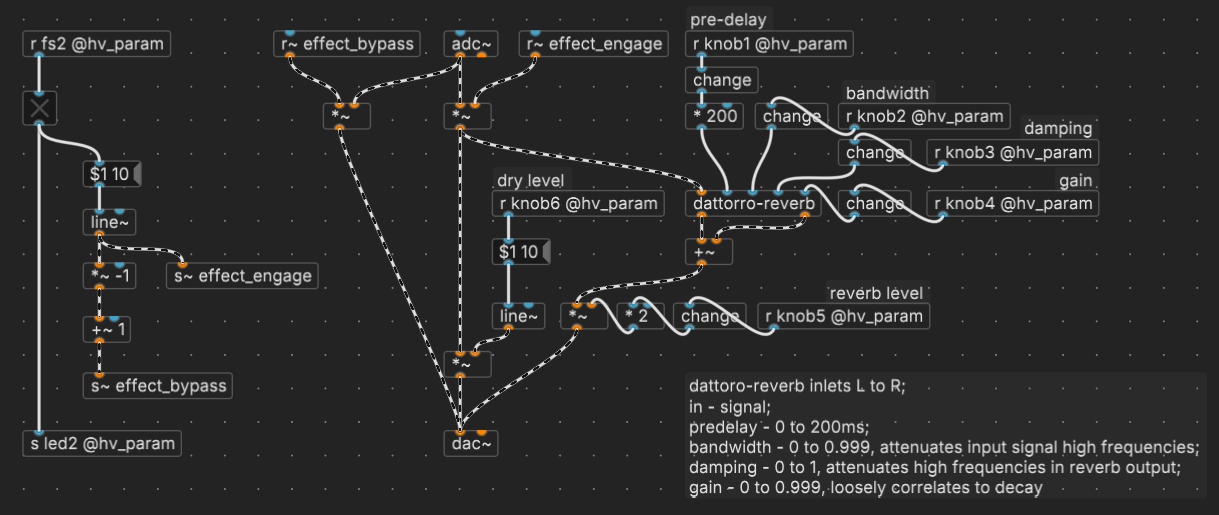 pre-delay
r fs2 @hv_param
r~ effect_bypass
adc~
r~ effect_engage
r knob1 @hv_param
change
bandwidth
*~
*~
* 200
change
r knob2 @hv_param
damping
change
r knob3 @hv_param
$1 10
dry level
gain
r knob6 @hv_param
dattorro-reverb
change
r knob4 @hv_param
line~
$1 10
+~
*~ -1
s~ effect_engage
reverb level
line~
*~
* 2
change
r knob5 @hv_param
+~ 1
*~
s~ effect_bypass
dattoro-reverb inlets L to R;
in - signal;
predelay - 0 to 200ms;
bandwidth - 0 to 0.999, attenuates input signal high frequencies;
damping - 0 to 1, attenuates high frequencies in reverb output;
gain - 0 to 0.999, loosely correlates to decay
s led2 @hv_param
dac~